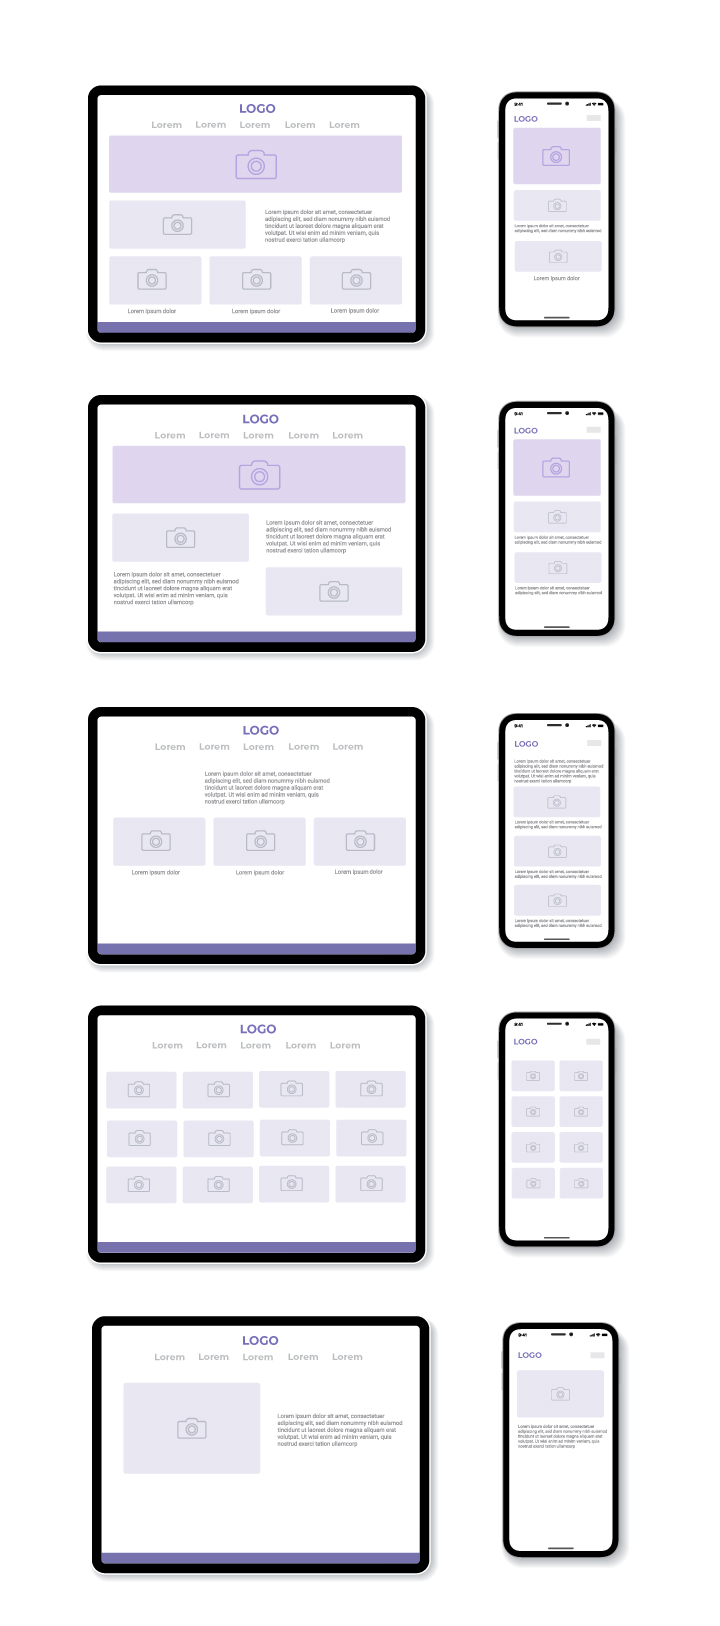 LOGO
Lorem Lorem Lorem Lorem Lorem
Lorem ipsum dolor sit amet, consectetuer
adipiscing elit, sed diam nonummy nibh euismod
tincidunt ut laoreet dolore magna aliquam erat
volutpat. Ut wisi enim ad minim veniam, quis
nostrud exerci tation ullamcorp
Lorem ipsum dolor
Lorem ipsum dolor
Lorem ipsum dolor
9:41
LOGO
Lorem ipsum dolor sit amet, consectetuer
adipiscing elit, sed diam nonummy nibh euismod
Lorem ipsum dolor
LOGO
Lorem Lorem Lorem Lorem Lorem
Lorem ipsum dolor sit amet, consectetuer
adipiscing elit, sed diam nonummy nibh euismod
tincidunt ut laoreet dolore magna aliquam erat
volutpat. Ut wisi enim ad minim veniam, quis
nostrud exerci tation ullamcorp
Lorem ipsum dolor sit amet, consectetuer
adipiscing elit, sed diam nonummy nibh euismod
tincidunt ut laoreet dolore magna aliquam erat
volutpat. Ut wisi enim ad minim veniam, quis
nostrud exerci tation ullamcorp
9:41
LOGO
Lorem ipsum dolor sit amet, consectetuer
adipiscing elit, sed diam nonummy nibh euismod
Lorem ipsum dolor sit amet, consectetuer
adipiscing elit, sed diam nonummy nibh euismod
LOGO
Lorem Lorem Lorem Lorem Lorem
Lorem ipsum dolor sit amet, consectetuer
adipiscing elit, sed diam nonummy nibh euismod
tincidunt ut laoreet dolore magna aliquam erat
volutpat. Ut wisi enim ad minim veniam, quis
nostrud exerci tation ullamcorp
Lorem ipsum dolor
Lorem ipsum dolor
Lorem ipsum dolor
9:41
LOGO
Lorem ipsum dolor sit amet, consectetuer
adipiscing elit, sed diam nonummy nibh euismod
tincidunt ut laoreet dolore magna aliquam erat
volutpat. Ut wisi enim ad minim veniam, quis
nostrud exerci tation ullamcorp
Lorem ipsum dolor sit amet, consectetuer
adipiscing elit, sed diam nonummy nibh euismod
Lorem ipsum dolor sit amet, consectetuer
adipiscing elit, sed diam nonummy nibh euismod
Lorem ipsum dolor sit amet, consectetuer
adipiscing elit, sed diam nonummy nibh euismod
LOGO
Lorem Lorem Lorem Lorem Lorem
9:41
LOGO
LOGO
Lorem Lorem Lorem Lorem Lorem
Lorem ipsum dolor sit amet, consectetuer
adipiscing elit, sed diam nonummy nibh euismod
tincidunt ut laoreet dolore magna aliquam erat
volutpat. Ut wisi enim ad minim veniam, quis
nostrud exerci tation ullamcorp
9:41
LOGO
Lorem ipsum dolor sit amet, consectetuer
adipiscing elit, sed diam nonummy nibh euismod
tincidunt ut laoreet dolore magna aliquam erat
volutpat. Ut wisi enim ad minim veniam, quis
nostrud exerci tation ullamcorp